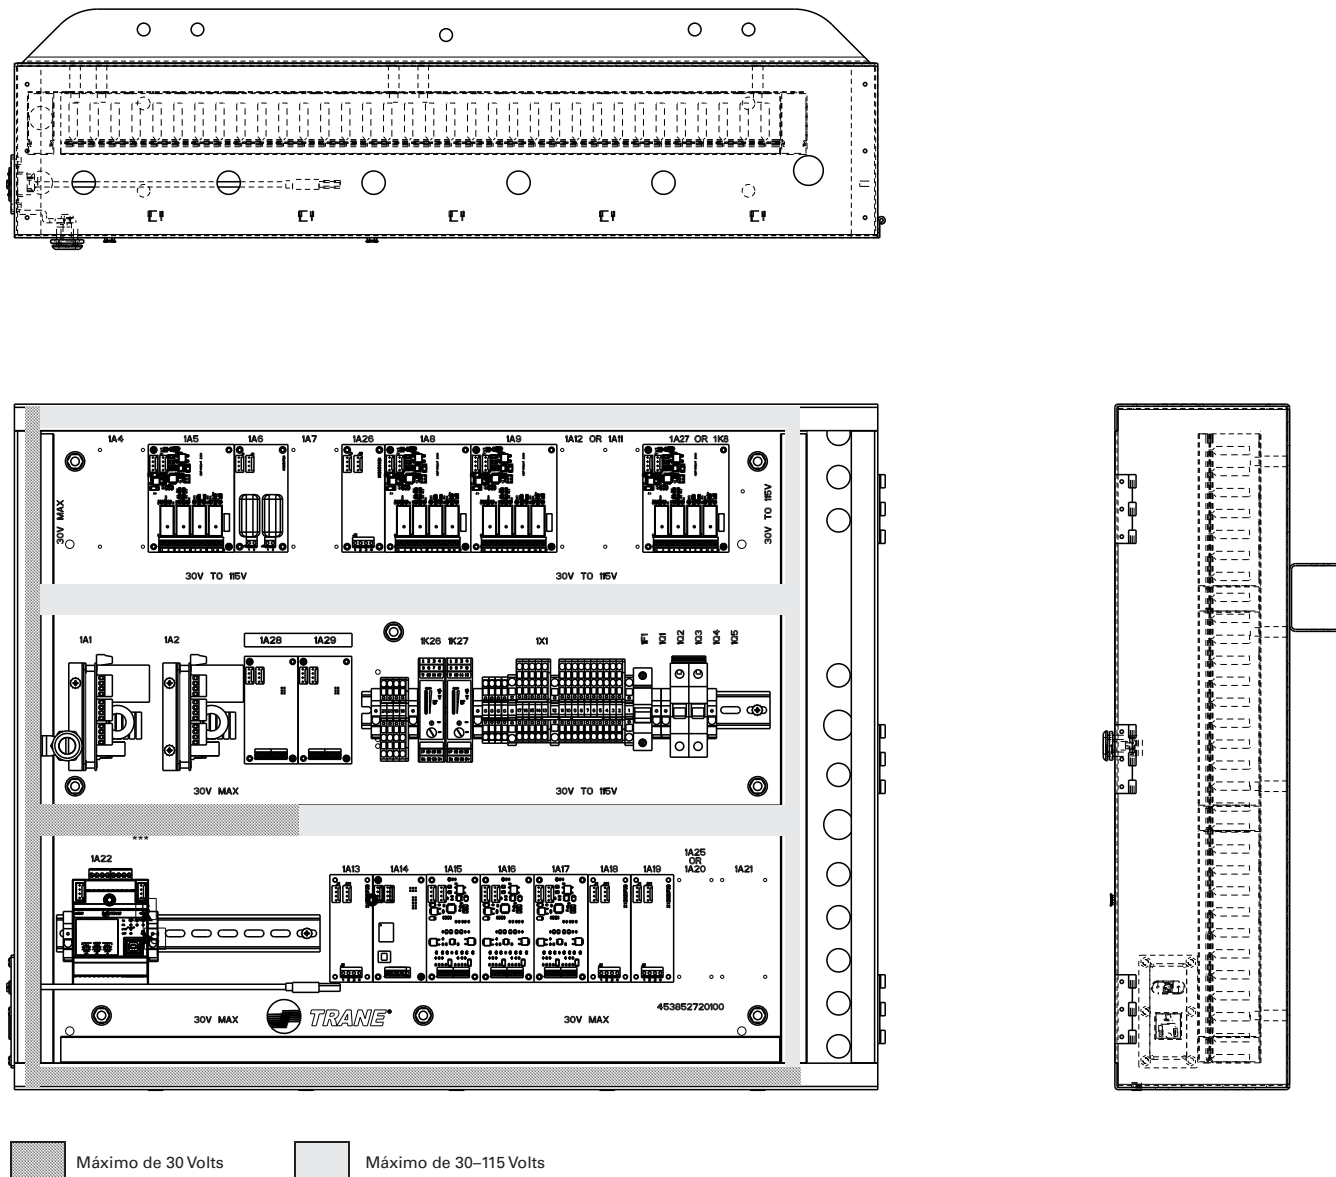 1A4 1A5 1A6 1A7 1A26 1A8 1A9 1A12 OR 1A11 1A27 OR 1K8
30V MAX
30V TO 115V
30V TO 115V 30V TO 115V
1A1 1A2 1A28 1A29 1K26 1K27 1X1 1F1 1Q1 1Q2 1Q3 1Q4 1Q5
30V MAX 30V TO 115V
***
1A22 1A13 1A14 1A15 1A16 1A17 1A18 1A19 1A25
OR
1A20 1A21
453852720100
30V MAX TRANE® 30V MAX
Máximo de 30 Volts Máximo de 30–115 Volts